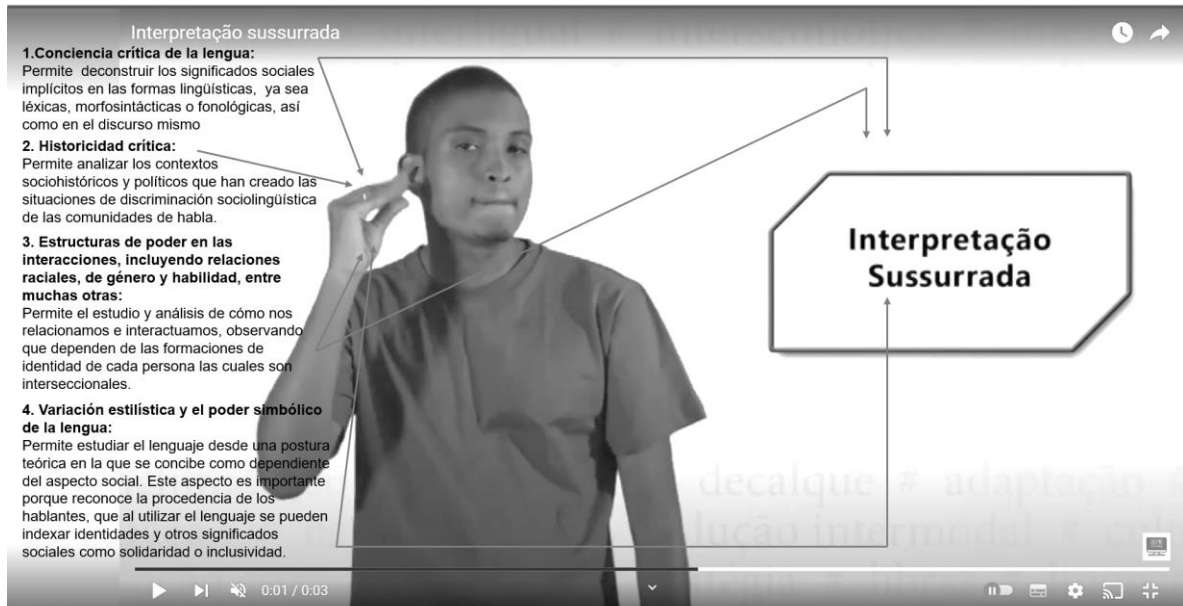 Interpretação sussurrada
1.Conciencia crítica de la lengua:
Permite deconstruir los significados sociales
implícitos en las formas lingüísticas, ya sea
léxicas, morfosintácticas o fonológicas, así
como en el discurso mismo
2. Historicidad crítica:
Permite analizar los contextos
sociohistóricos y políticos que han creado las
situaciones de discriminación sociolingüística
de las comunidades de habla.
3. Estructuras de poder en las
interacciones, incluyendo relaciones
raciales, de género y habilidad, entre
muchas otras:
Permite el estudio y análisis de cómo nos
relacionamos e interactuamos, observando
que dependen de las formaciones de
identidad de cada persona las cuales son
interseccionales.
4. Variación estilística y el poder simbólico
de la lengua:
Permite estudiar el lenguaje desde una postura
teórica en la que se concibe como dependiente
del aspecto social. Este aspecto es importante
porque reconoce la procedencia de los
hablantes, que al utilizar el lenguaje se pueden
indexar identidades y otros significados
sociales como solidaridad o inclusividad.
Interpretação
Sussurrada
decalque # adaptação
intermodal #
0:01 / 0:03